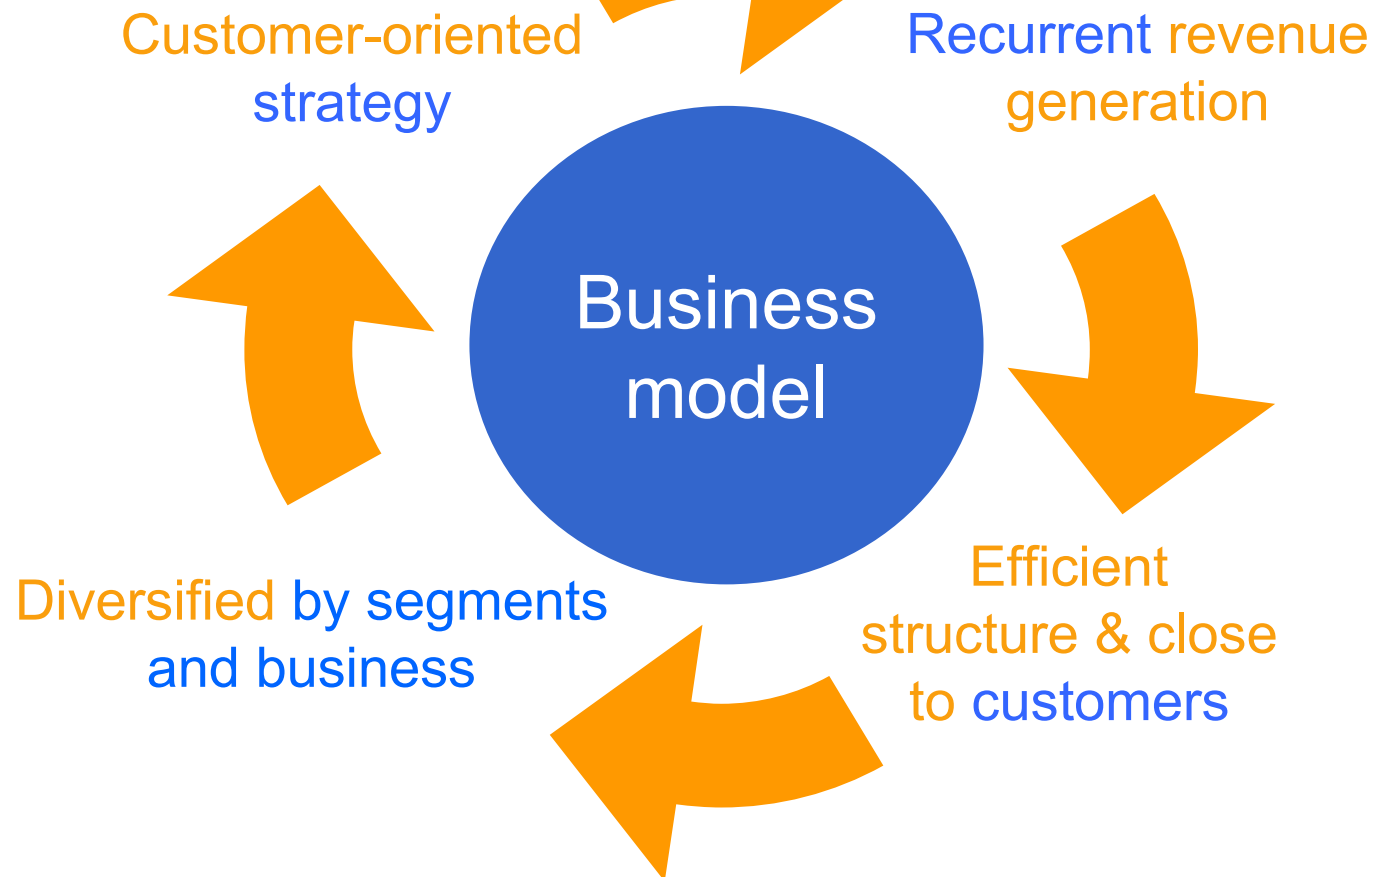 Customer-oriented
strategy
Recurrent revenue
generation
Business
model
Efficient
structure & close
to customers
Diversified by segments
and business